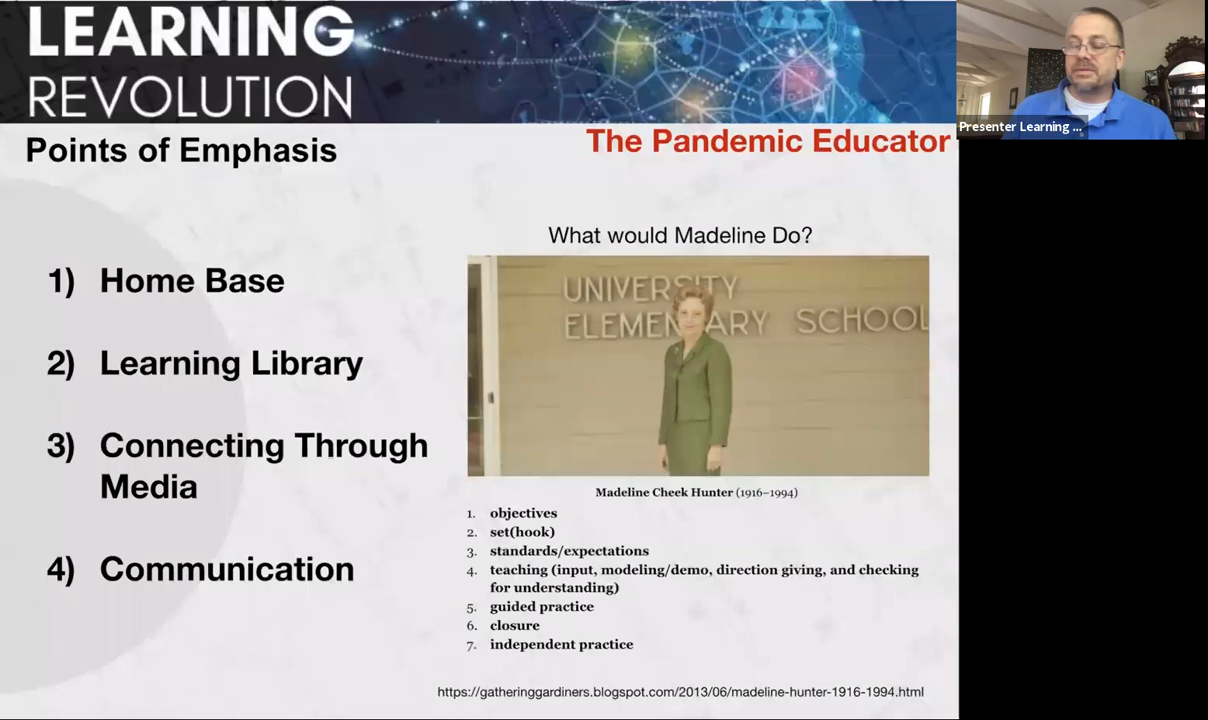 LEARNING
REVOLUTION
Points of Emphasis
The Pandemic Educator
Presenter Learning ...
1) Home Base
2) Learning Library
3) Connecting Through
Media
4) Communication
What would Madeline Do?
UNIVERSITY
ELEMENTARY SCHOOL
Madeline Cheek Hunter (1916–1994)
1. objectives
2. set(hook)
3. standards/expectations
4. teaching (input, modeling/demo, direction giving, and checking
for understanding)
5. guided practice
6. closure
7. independent practice
https://gatheringgardiners.blogspot.com/2013/06/madeline-hunter-1916-1994.html